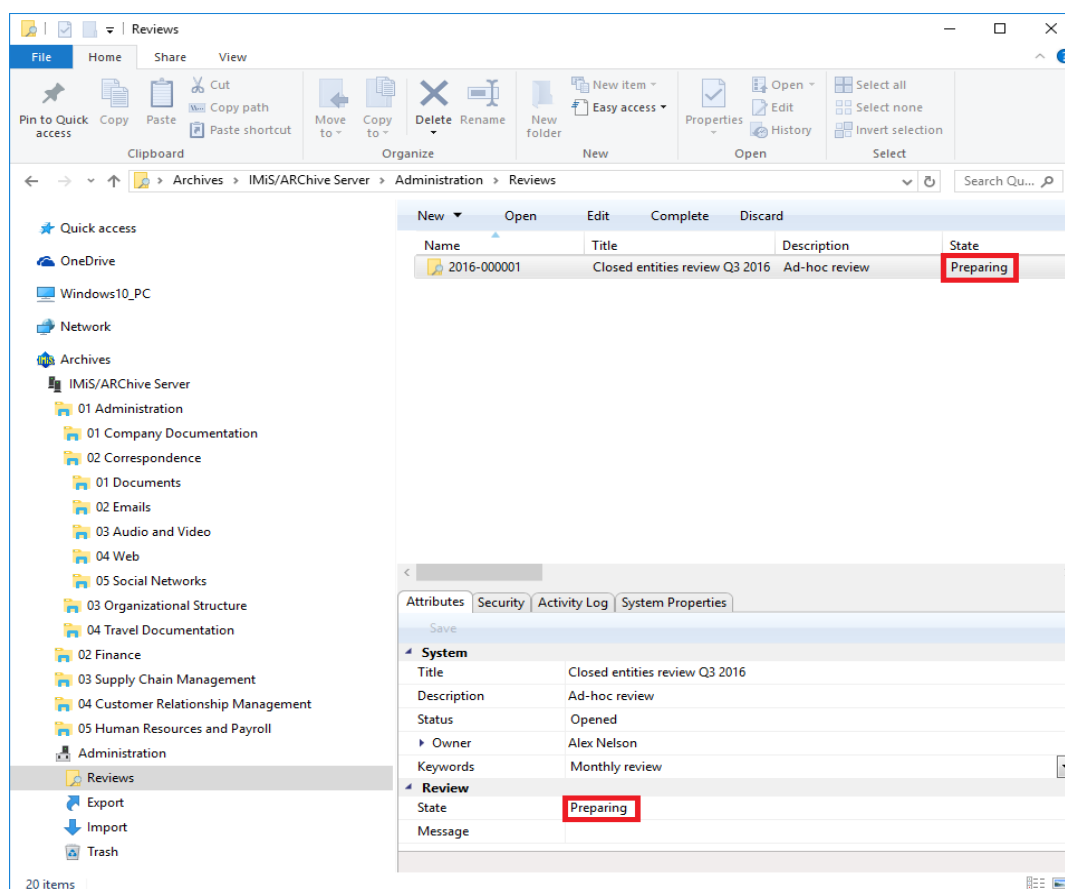 Reviews
File Home Share View
Pin to Quick access
Copy
Paste
Cut
Copy path
Paste shortcut
Clipboard
Move to
Copy to
Delete
Rename
Organize
New folder
New item
Easy access
New
Properties
Open
Edit
History
Open
Select all
Select none
Invert selection
Select
Archives > IMiS/ARChive Server > Administration > Reviews
Search Qu...
Quick access
OneDrive
Windows10_PC
Network
Archives
IMiS/ARChive Server
01 Administration
01 Company Documentation
02 Correspondence
01 Documents
02 Emails
03 Audio and Video
04 Web
05 Social Networks
03 Organizational Structure
04 Travel Documentation
02 Finance
03 Supply Chain Management
04 Customer Relationship Management
05 Human Resources and Payroll
Administration
Reviews
Export
Import
Trash
New Open Edit Complete Discard
Name Title Description State
2016-000001 Closed entities review Q3 2016 Ad-hoc review Preparing
Attributes Security Activity Log System Properties
Save
System
Title Closed entities review Q3 2016
Description Ad-hoc review
Status Opened
Owner Alex Nelson
Keywords Monthly review
Review
State Preparing
Message
20 items